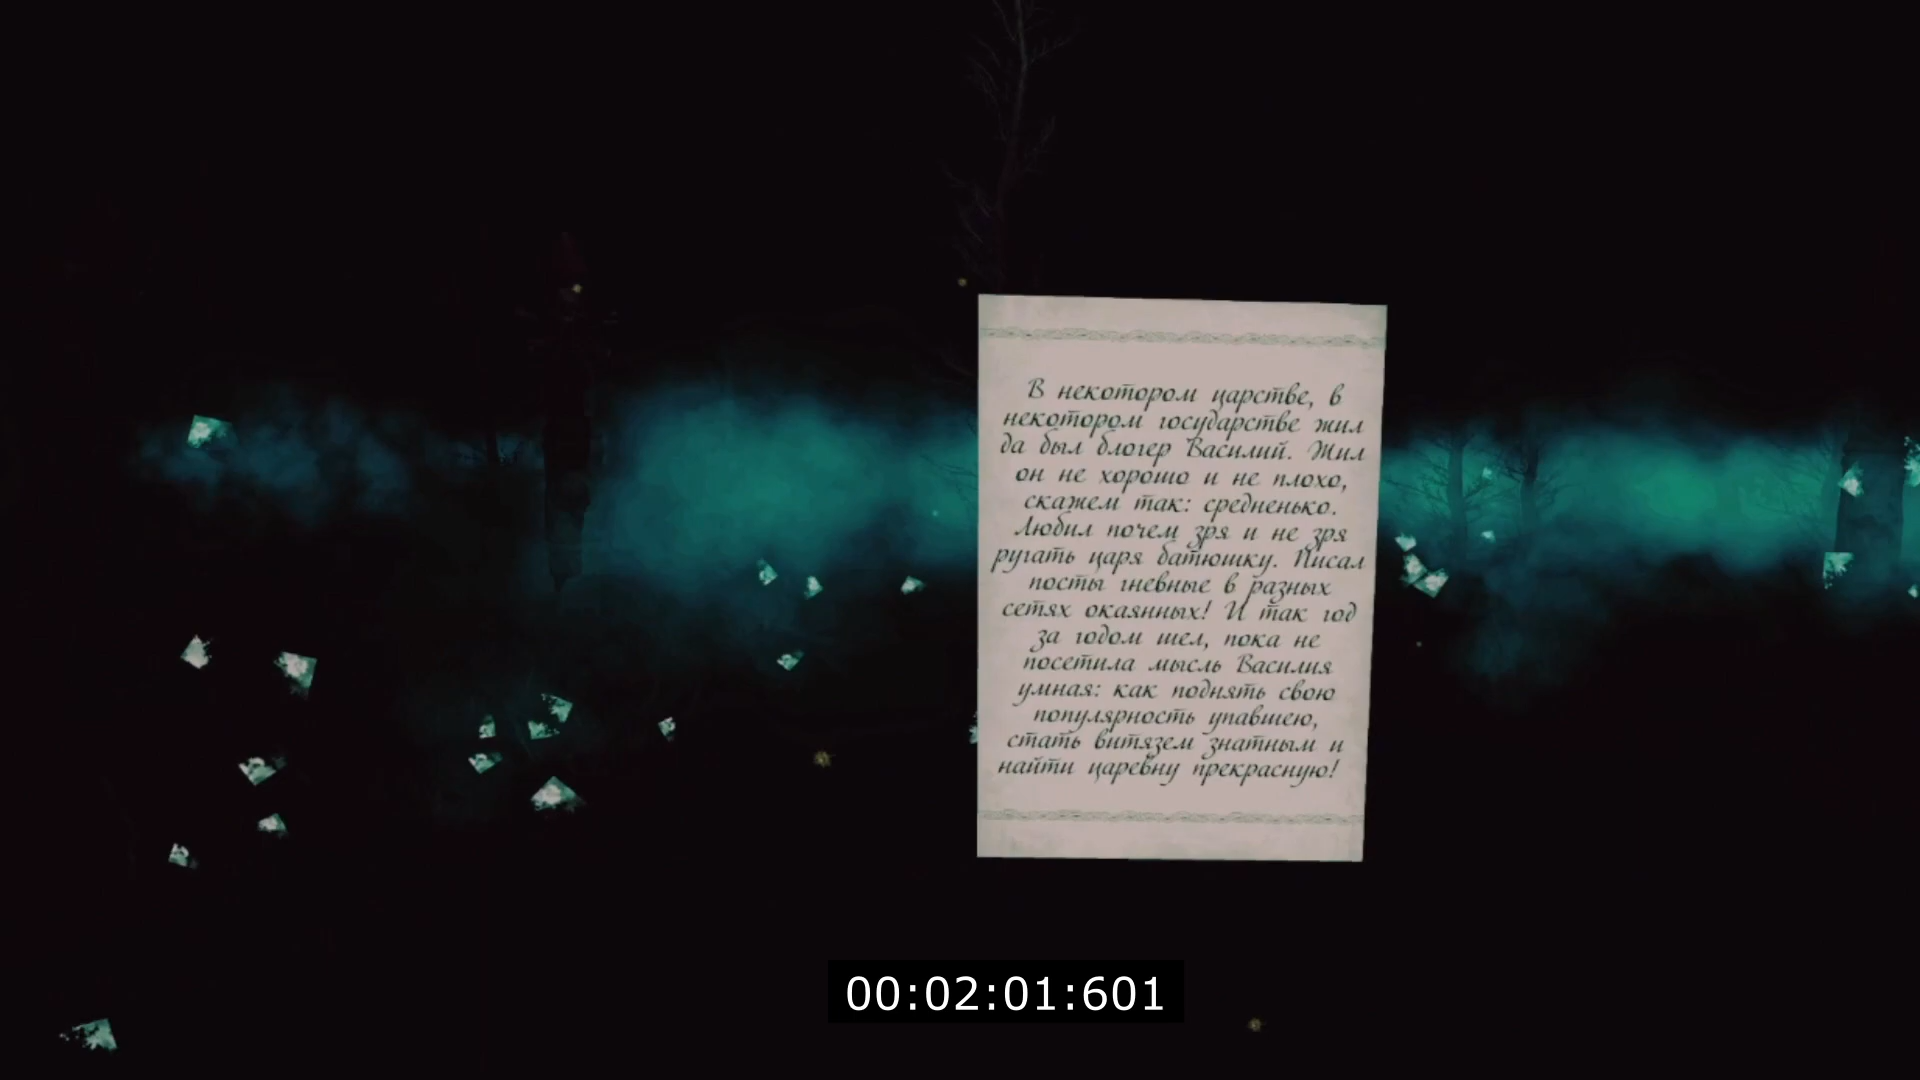 В некотором царстве, в
некотором государстве жил
да был блогер Василий. Жил
он не хорошо и не плохо,
скажем так: средненько.
Любил почем зря и не зря
ругать царя батюшку. Писал
посты гневные в разных
сетях окаянных! И так год
за годом шел, пока не
посетила мысль Василия
умная: как поднять свою
популярность упавшею,
стать витязем знатным и
найти царевну прекрасную!
00:02:01:601